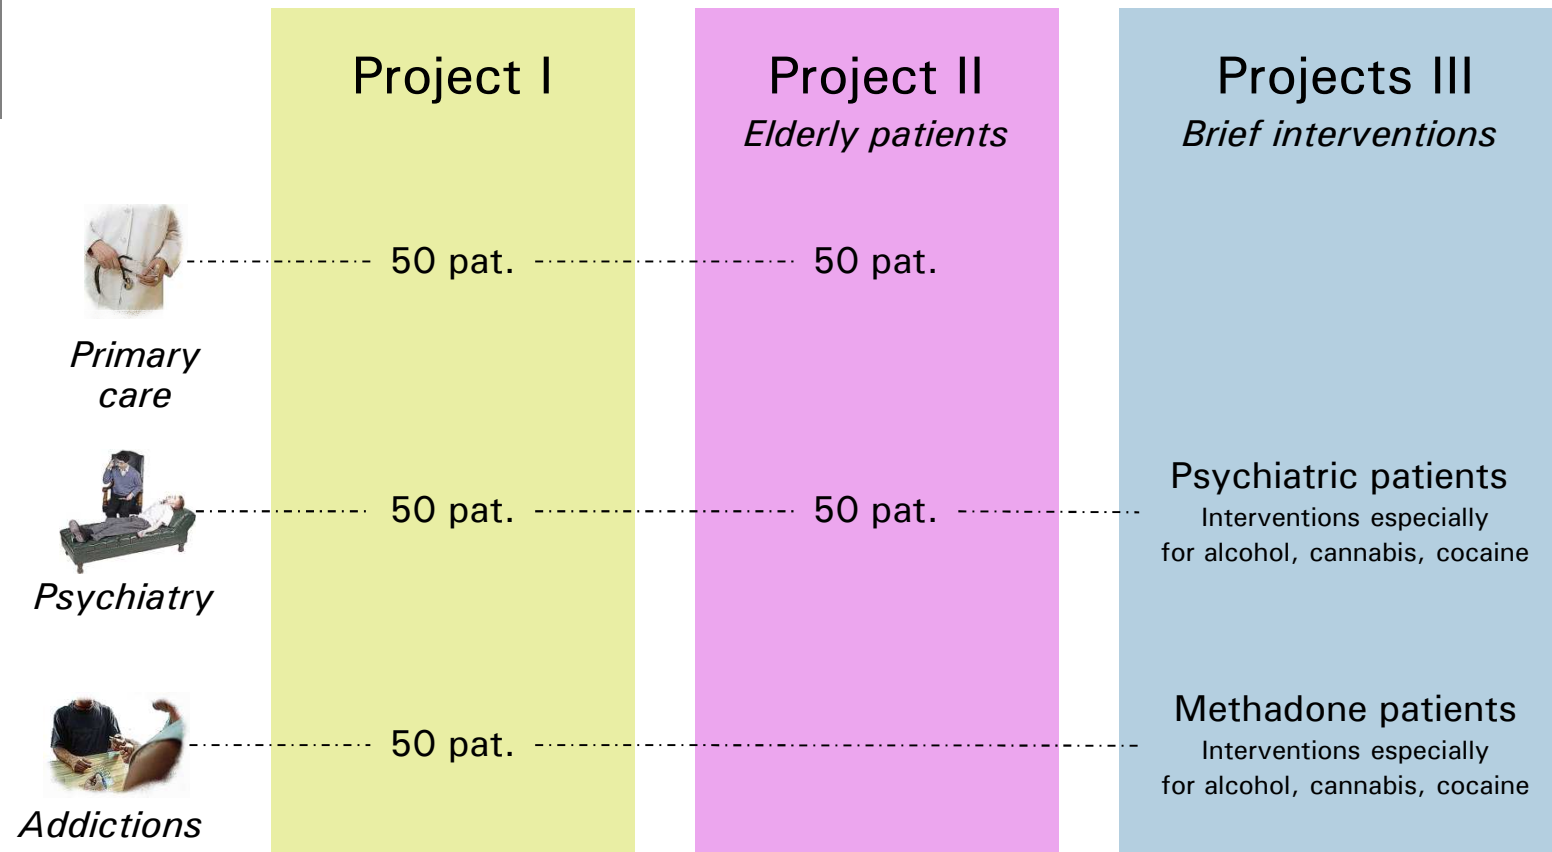 Project I
Project II
Projects III
Elderly patients
Brief interventions
50 pat.
50 pat.
Primary
care
50 pat.
50 pat.
Psychiatric patients
Interventions especially
for alcohol, cannabis, cocaine
Psychiatry
50 pat.
Methadone patients
Interventions especially
for alcohol, cannabis, cocaine
Addictions